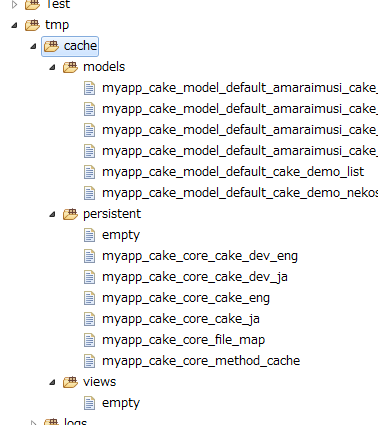 Test
tmp
cache
models
myapp_cake_model_default_amaraimusi_cake_
myapp_cake_model_default_amaraimusi_cake_
myapp_cake_model_default_amaraimusi_cake_
myapp_cake_model_default_cake_demo_list
myapp_cake_model_default_cake_demo_nekos
persistent
empty
myapp_cake_core_cake_dev_eng
myapp_cake_core_cake_dev_ja
myapp_cake_core_cake_eng
myapp_cake_core_cake_ja
myapp_cake_core_file_map
myapp_cake_core_method_cache
views
empty
logs